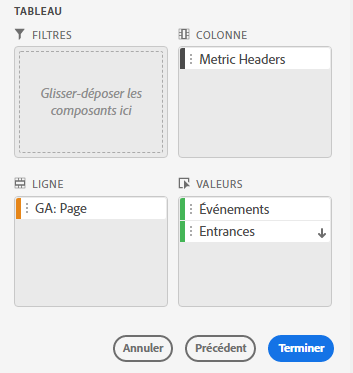 TABLEAU
FILTRES
Glisser-déposer les
composants ici
COLONNE
Metric Headers
LIGNE
GA: Page
VALEURS
Événements
Entrances
Annuler
Précédent
Terminer